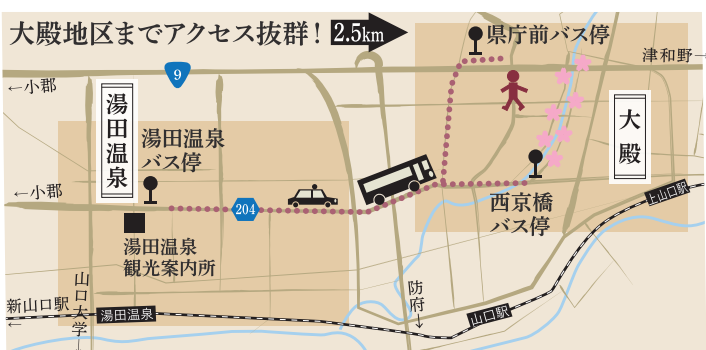 大殿地区までアクセス抜群！
2.5km
県庁前バス停
津和野→
9
←小郡
湯田温泉
湯田温泉
バス停
大殿
←小郡
204
西京橋
バス停
上山口駅
湯田温泉
観光案内所
新山口駅
←
山口大学
↓
湯田温泉
防府
↓
山口駅